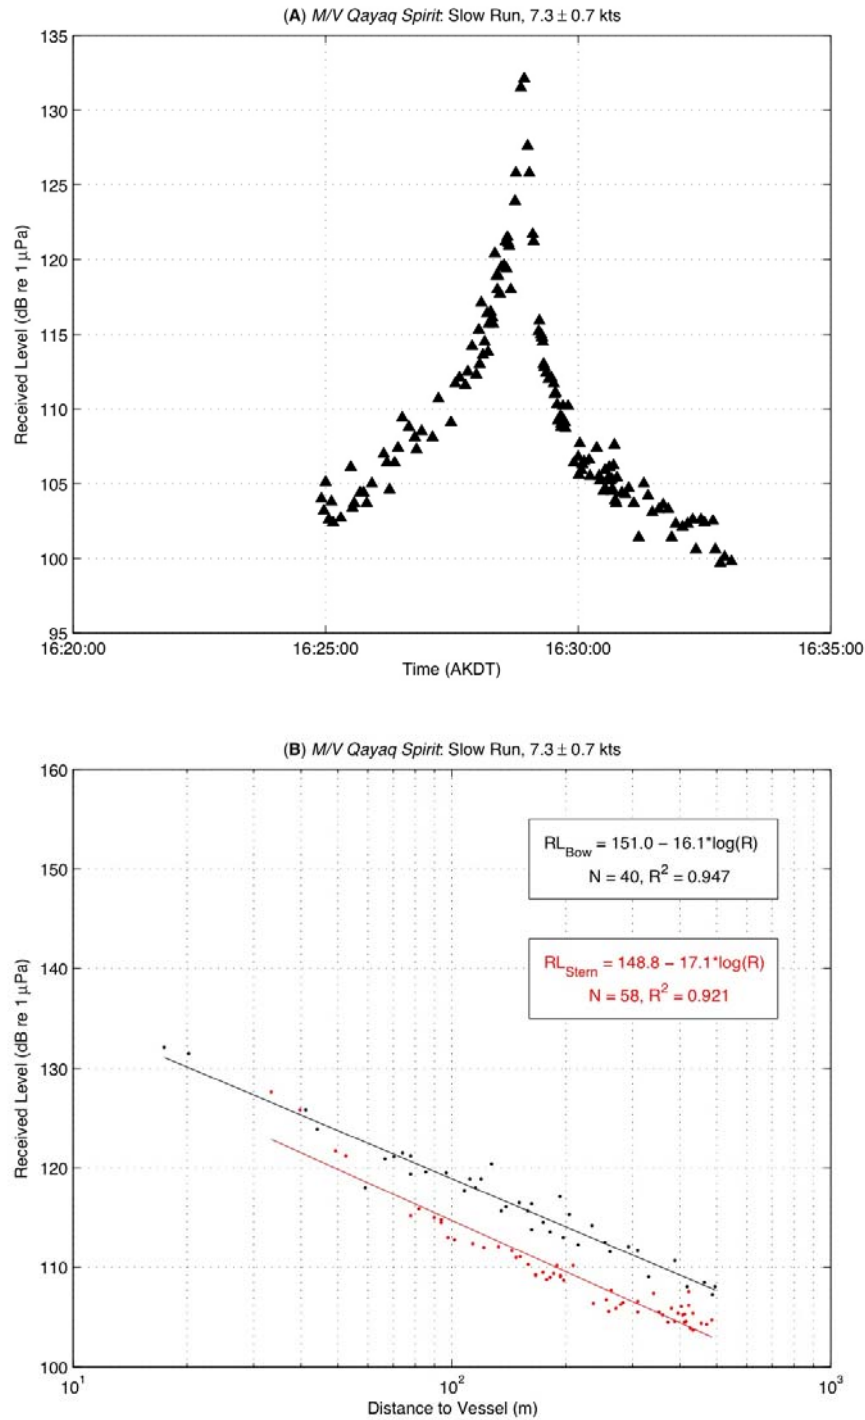 (A) M/V Qayaq Spirit: Slow Run, 7.3 ± 0.7 kts
135
130
125
120
115
110
105
100
95
Received Level (dB re 1 μPa)
16:20:00 16:25:00 16:30:00 16:35:00
Time (AKDT)
(B) M/V Qayaq Spirit: Slow Run, 7.3 ± 0.7 kts
160
150
140
130
120
110
100
Received Level (dB re 1 μPa)
RL_Bow = 151.0 − 16.1*log(R)
N = 40, R² = 0.947
RL_Stern = 148.8 − 17.1*log(R)
N = 58, R² = 0.921
10¹ 10² 10³
Distance to Vessel (m)